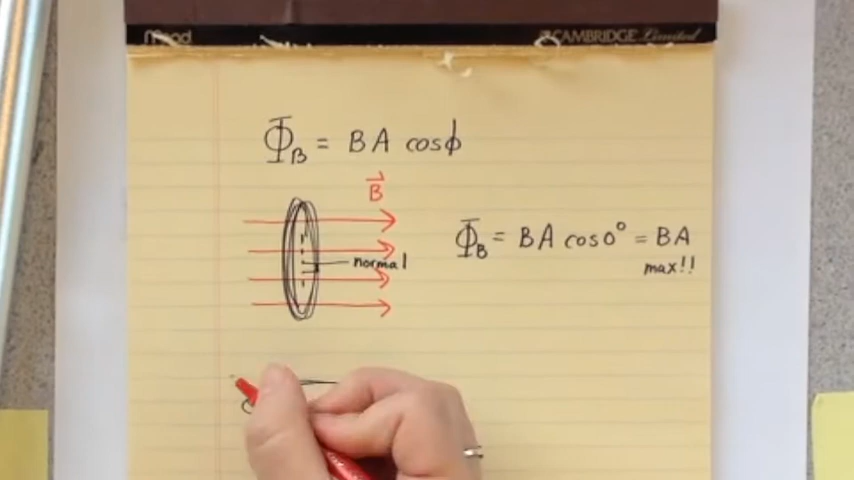 Mead CAMBRIDGE Limited
Φ_B = BA cosϕ
B⃗
Φ_B = BA cos0° = BA
normal
max!!